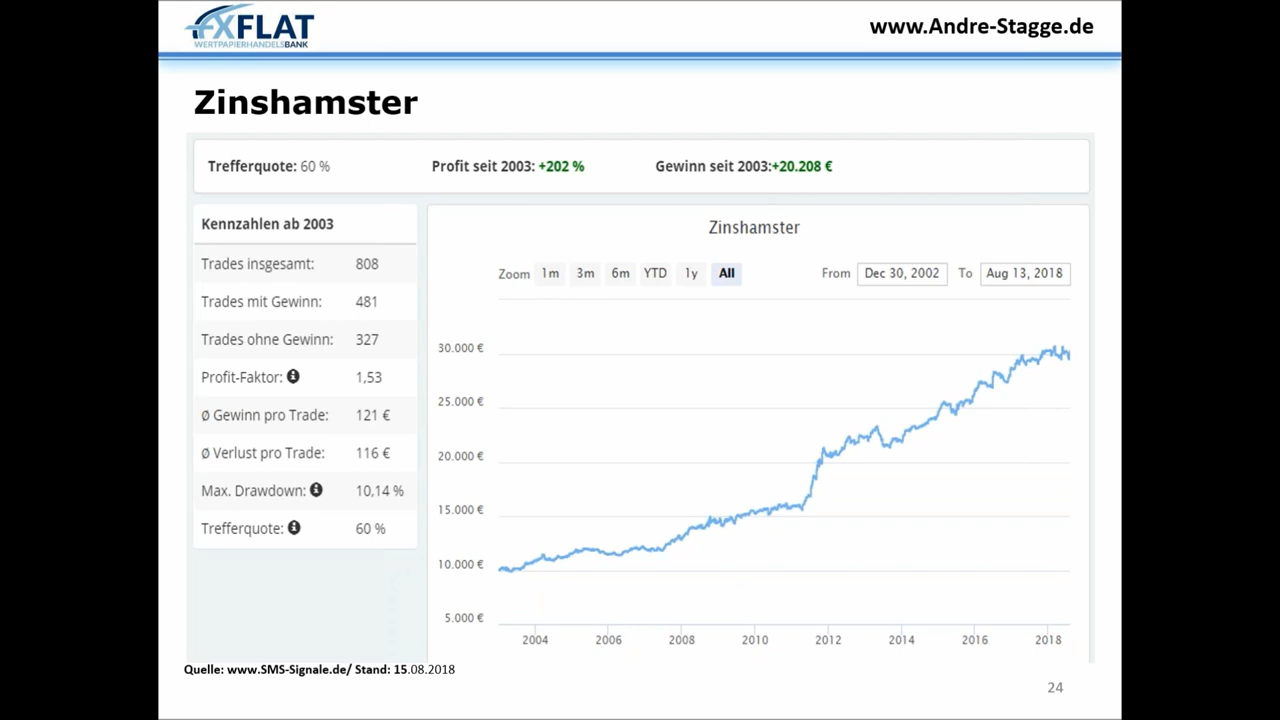 FXFLAT
WERTPAPIERHANDELSBANK
www.Andre-Stagge.de
Zinshamster
Trefferquote: 60 % Profit seit 2003: +202 % Gewinn seit 2003:+20.208 €
Kennzahlen ab 2003
Trades insgesamt: 808
Trades mit Gewinn: 481
Trades ohne Gewinn: 327
Profit-Faktor: 1,53
Ø Gewinn pro Trade: 121 €
Ø Verlust pro Trade: 116 €
Max. Drawdown: 10,14 %
Trefferquote: 60 %
Zinshamster
Zoom 1m 3m 6m YTD 1y All From Dec 30, 2002 To Aug 13, 2018
30.000 €
25.000 €
20.000 €
15.000 €
10.000 €
5.000 €
2004 2006 2008 2010 2012 2014 2016 2018
Quelle: www.SMS-Signale.de/ Stand: 15.08.2018
24